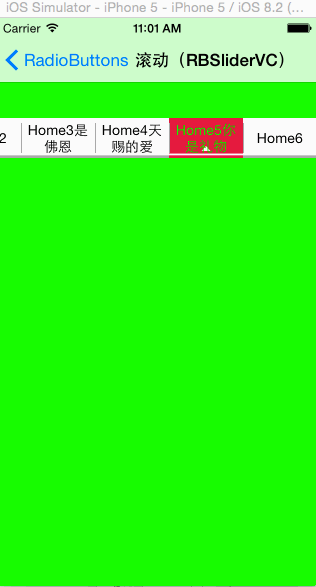 iOS Simulator - iPhone 5 - iPhone 5 / iOS 8.2 (…
Carrier 11:01 AM
RadioButtons 滚动（RBSliderVC）
2
Home3是
佛恩
Home4天
赐的爱
Home5你
是礼物
Home6